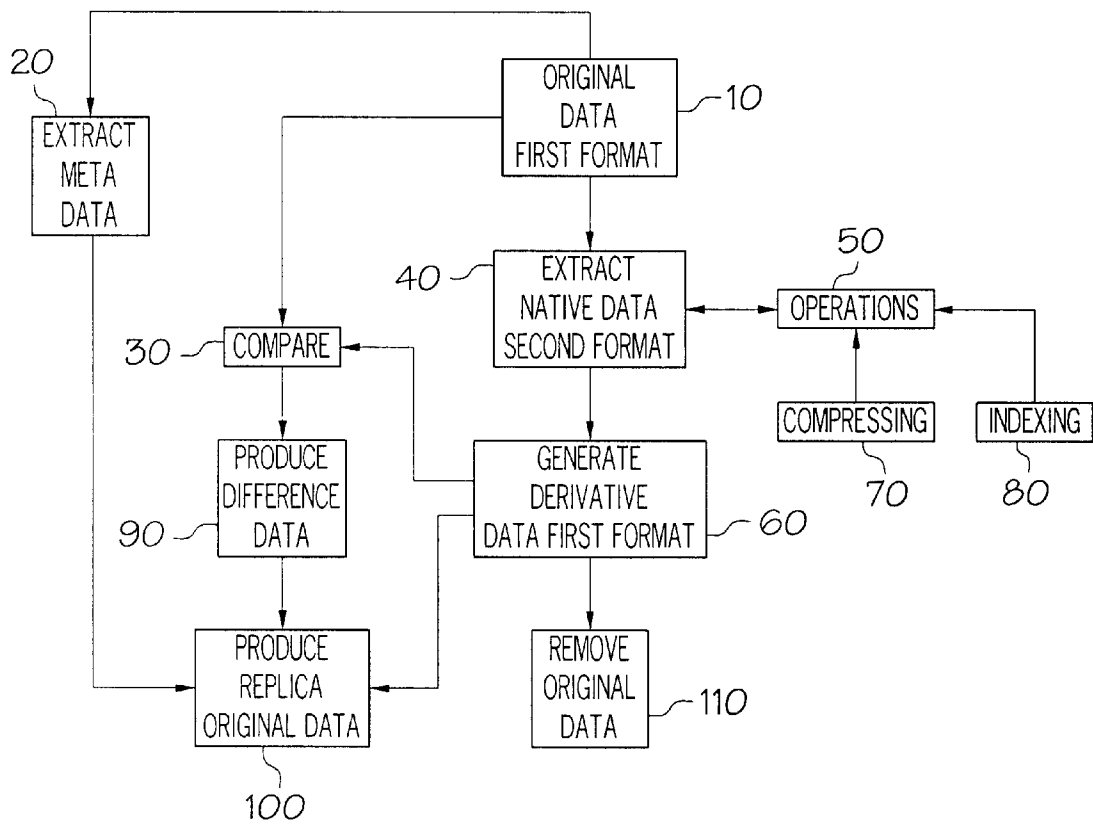 20
ORIGINAL
DATA
FIRST FORMAT
10
EXTRACT
META
DATA
40
EXTRACT
NATIVE DATA
SECOND FORMAT
50
OPERATIONS
30
COMPARE
COMPRESSING
70
INDEXING
80
PRODUCE
DIFFERENCE
DATA
90
GENERATE
DERIVATIVE
DATA FIRST FORMAT
60
PRODUCE
REPLICA
ORIGINAL DATA
100
REMOVE
ORIGINAL
DATA
110